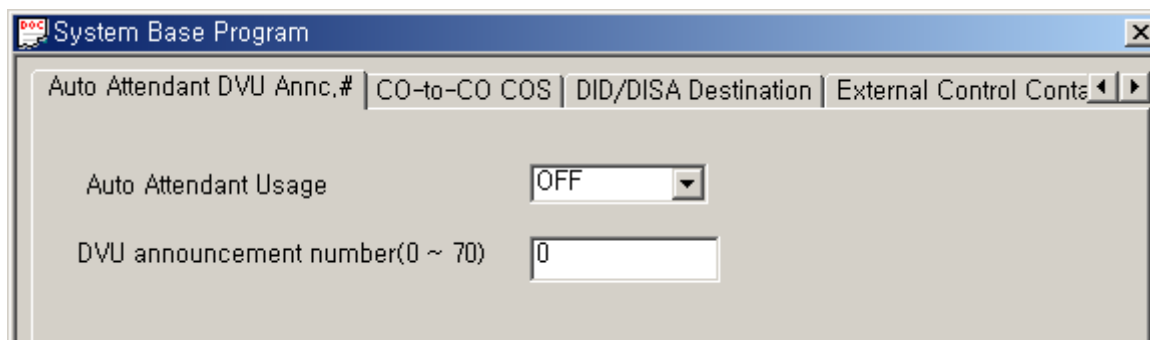 DOC System Base Program
Auto Attendant DVU Annc.# CO-to-CO COS DID/DISA Destination External Control Conta
Auto Attendant Usage OFF
DVU announcement number(0 ~ 70) 0